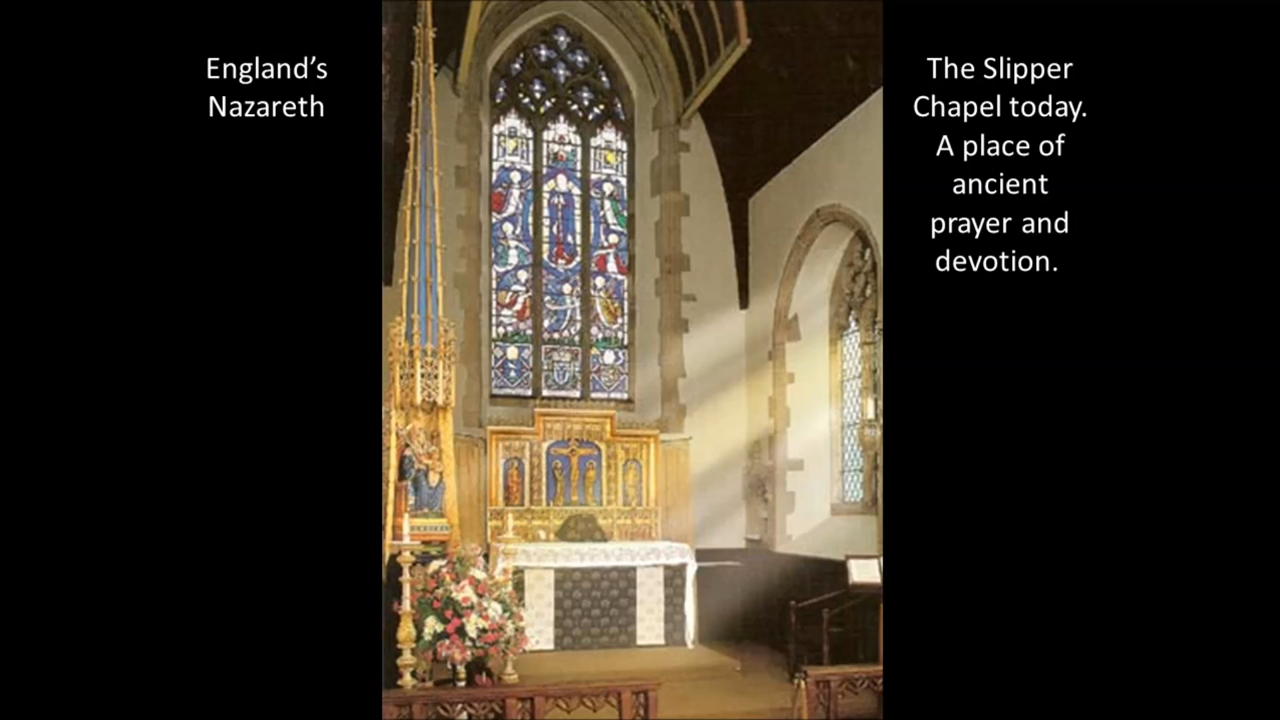 England’s
Nazareth
The Slipper
Chapel today.
A place of
ancient
prayer and
devotion.